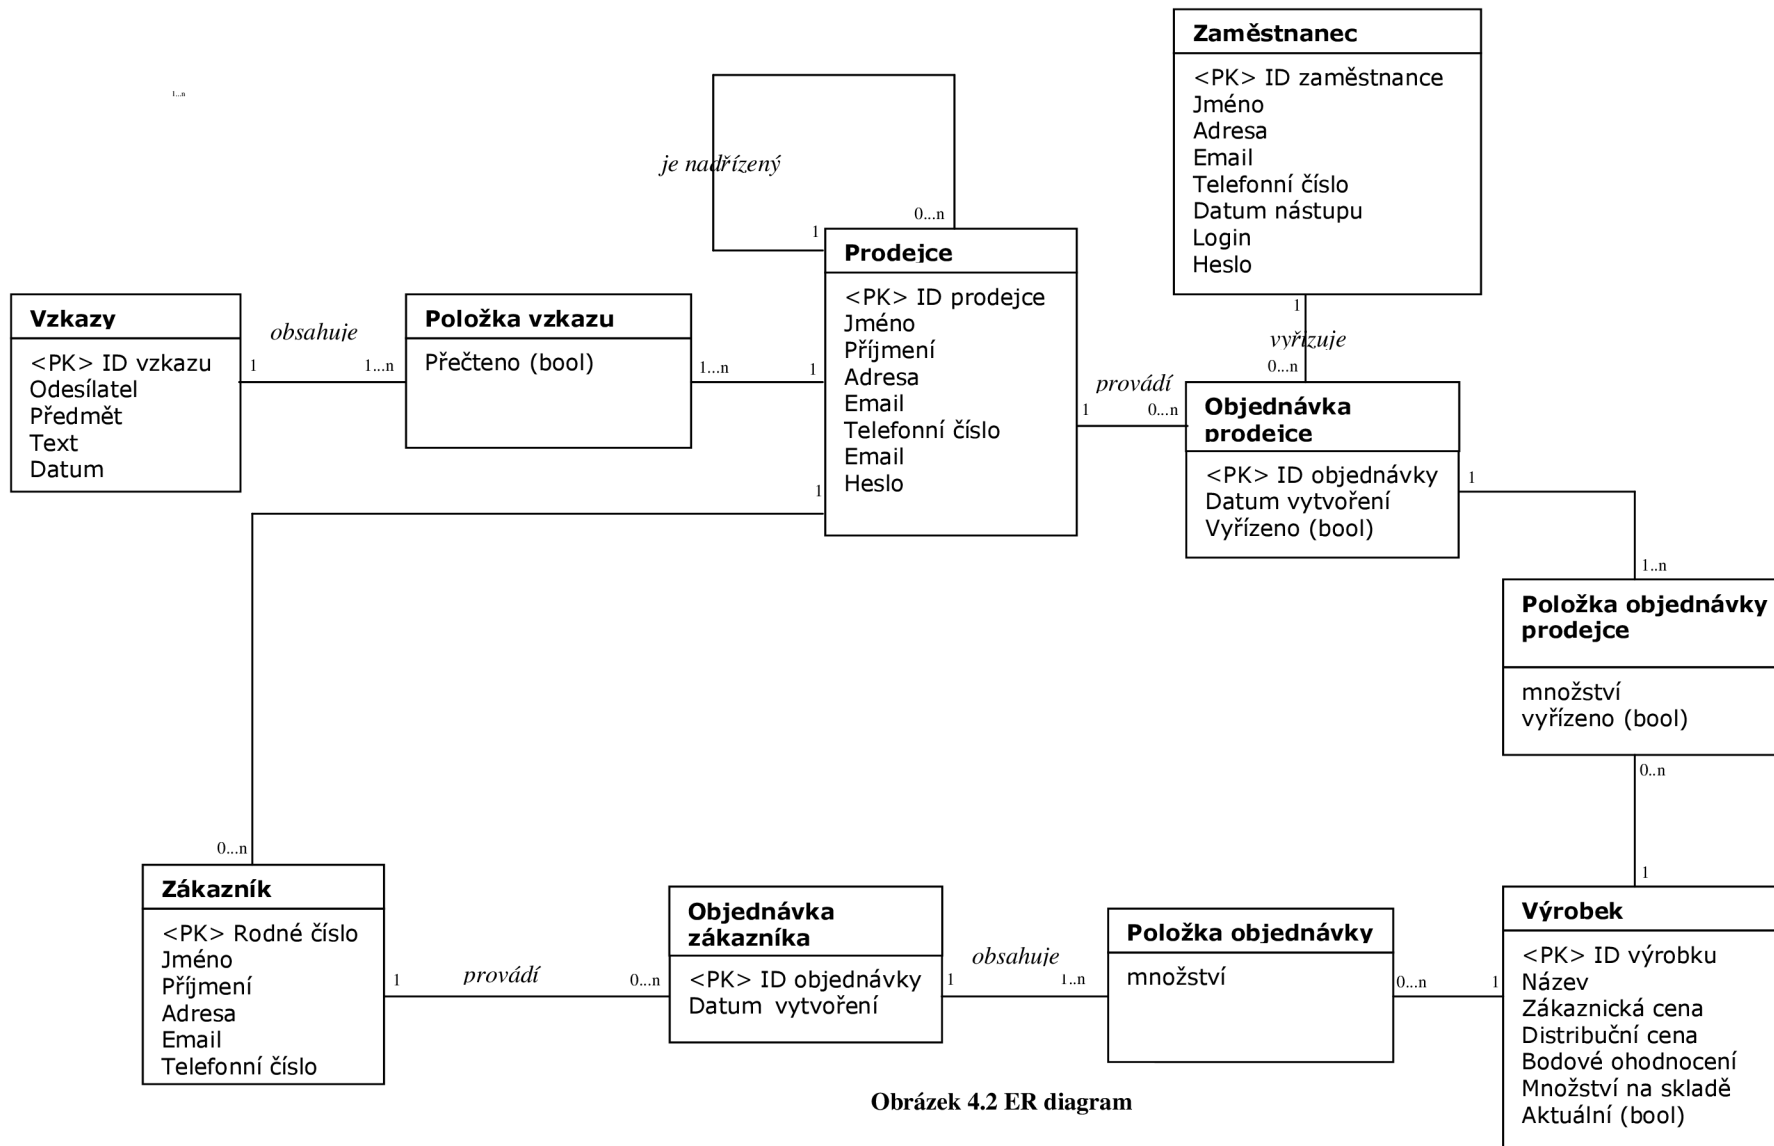 Zaměstnanec
<PK> ID zaměstnance
Jméno
Adresa
Email
Telefonní číslo
Datum nástupu
Login
Heslo
1...n
je nadřízený
0...n
1
Prodejce
<PK> ID prodejce
Jméno
Příjmení
Adresa
Email
Telefonní číslo
Email
Heslo
Vzkazy
<PK> ID vzkazu
Odesílatel
Předmět
Text
Datum
obsahuje
1
1...n
Položka vzkazu
Přečteno (bool)
1...n
1
1
vyřizuje
0...n
provádí
1
0...n
Objednávka
prodejce
<PK> ID objednávky
Datum vytvoření
Vyřízeno (bool)
1
1
1..n
Položka objednávky
prodejce
množství
vyřízeno (bool)
0..n
1
0...n
Zákazník
<PK> Rodné číslo
Jméno
Příjmení
Adresa
Email
Telefonní číslo
1
provádí
0...n
Objednávka
zákazníka
<PK> ID objednávky
Datum vytvoření
obsahuje
1
1..n
Položka objednávky
množství
0...n
1
Výrobek
<PK> ID výrobku
Název
Zákaznická cena
Distribuční cena
Bodové ohodnocení
Množství na skladě
Aktuální (bool)
Obrázek 4.2 ER diagram